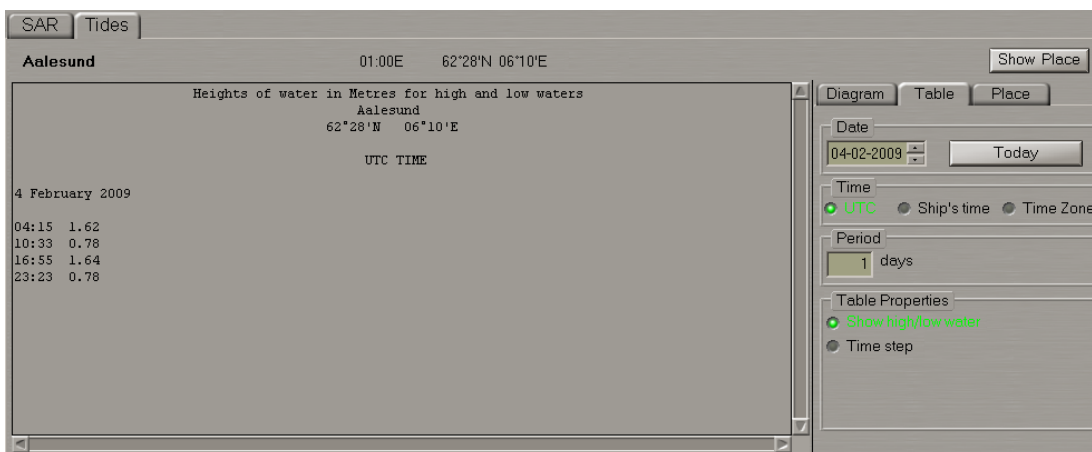 SAR Tides
Aalesund 01:00E 62°28'N 06°10'E Show Place
Heights of water in Metres for high and low waters
Aalesund
62°28'N 06°10'E
UTC TIME
4 February 2009
04:15 1.62
10:33 0.78
16:55 1.64
23:23 0.78
Diagram Table Place
Date
04-02-2009 Today
Time
UTC Ship's time Time Zone
Period
1 days
Table Properties
Show high/low water
Time step